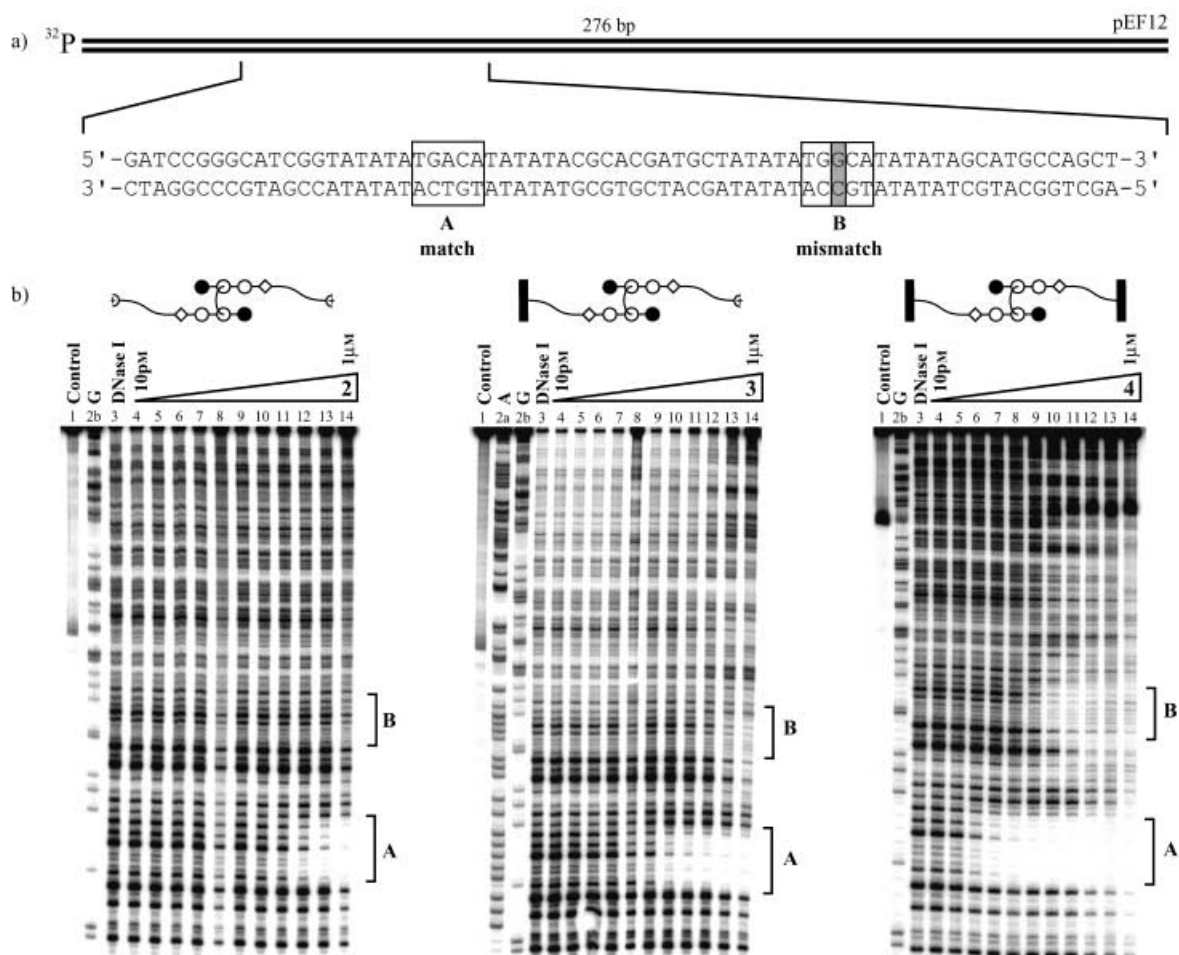 a) ³²P 276 bp pEF12
5'-GATCCGGGCATCGGTATATATGACATATATACGCACGATGCTATATATGGCATATATAGCATGCCAGCT-3'
3'-CTAGGCCCGTAGCCATATATACTGTATATATGCGTGCTACGATATATACCGTATATATCGTACGGTCGA-5'
A B
match mismatch
b)
Control G DNase I 10pM 1µM
2
1 2b 3 4 5 6 7 8 9 10 11 12 13 14
B
A
Control A G DNase I 10pM 1µM
3
1 2a 2b 3 4 5 6 7 8 9 10 11 12 13 14
B
A
Control G DNase I 10pM 1µM
4
1 2b 3 4 5 6 7 8 9 10 11 12 13 14
B
A